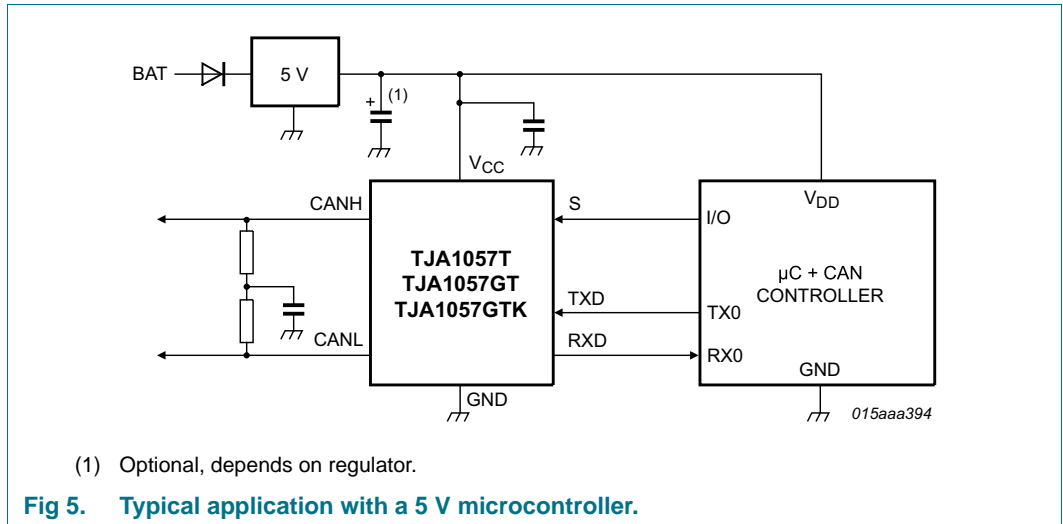 BAT
5 V
+ (1)
VCC
CANH
CANL
TJA1057T
TJA1057GT
TJA1057GTK
GND
S
TXD
RXD
I/O
TX0
RX0
VDD
µC + CAN
CONTROLLER
GND
015aaa394
(1) Optional, depends on regulator.
Fig 5. Typical application with a 5 V microcontroller.